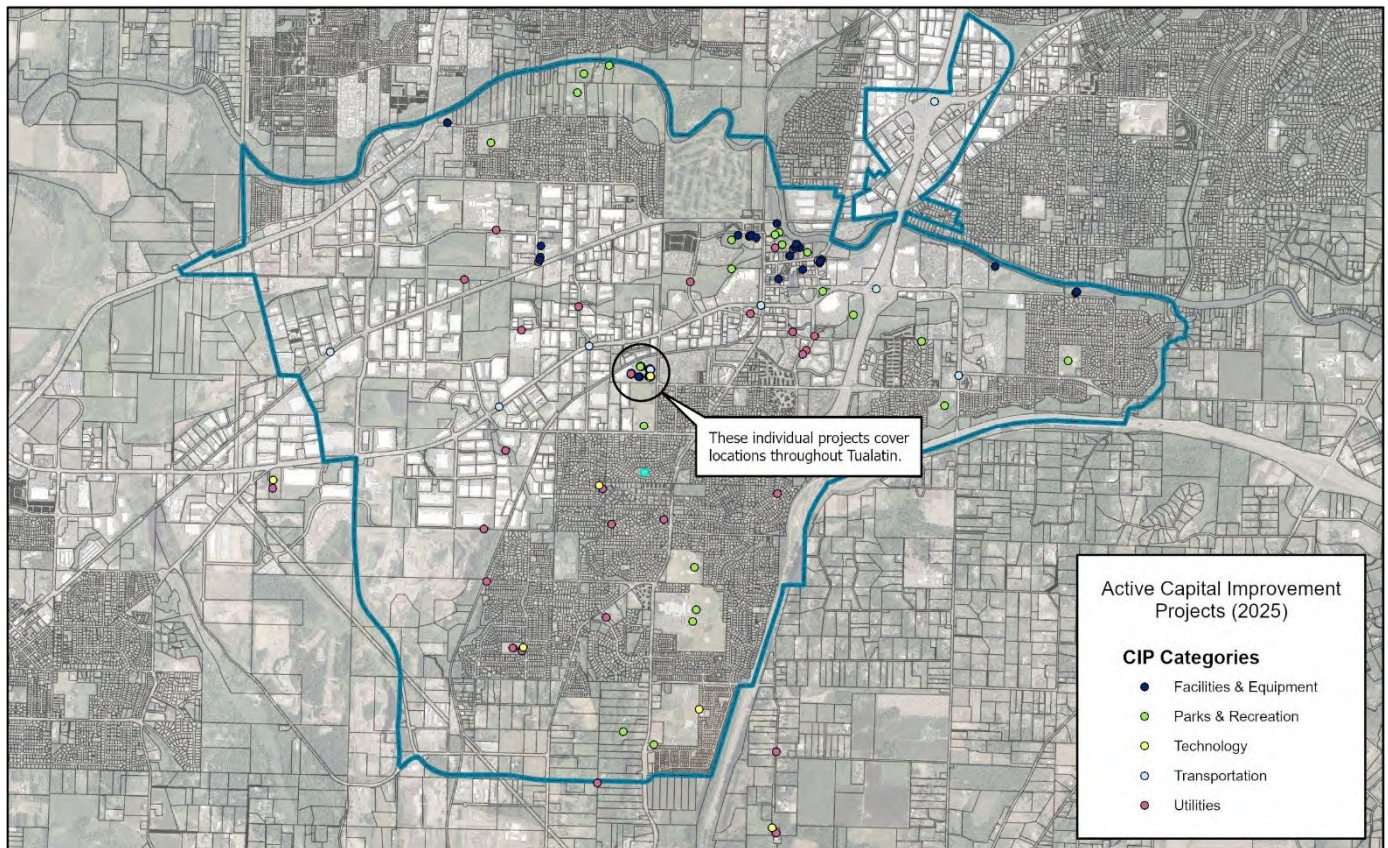 These individual projects cover
locations throughout Tualatin.
Active Capital Improvement
Projects (2025)
CIP Categories
Facilities & Equipment
Parks & Recreation
Technology
Transportation
Utilities